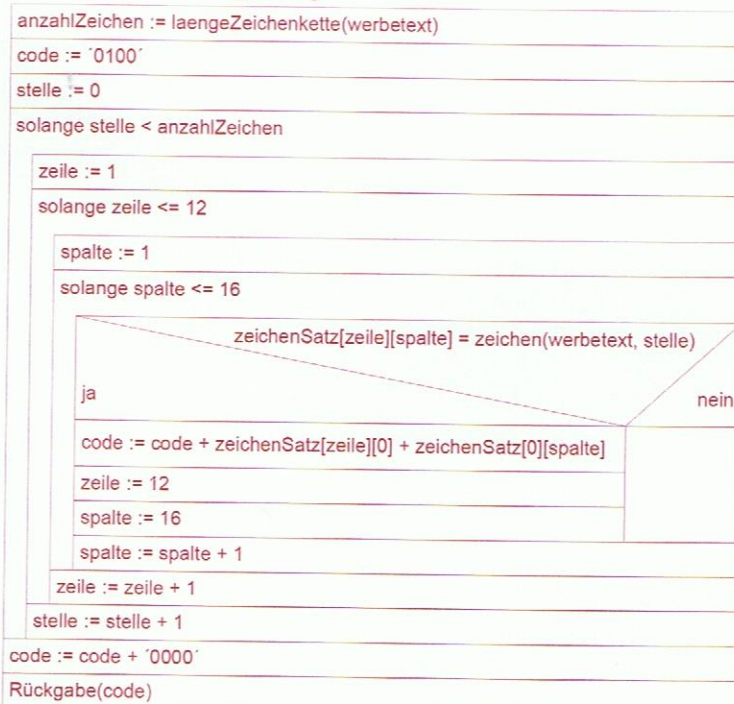 anzahlZeichen := laengeZeichenkette(werbetext)
code := ´0100´
stelle := 0
solange stelle < anzahlZeichen
zeile := 1
solange zeile <= 12
spalte := 1
solange spalte <= 16
zeichenSatz[zeile][spalte] = zeichen(werbetext, stelle)
ja
nein
code := code + zeichenSatz[zeile][0] + zeichenSatz[0][spalte]
zeile := 12
spalte := 16
spalte := spalte + 1
zeile := zeile + 1
stelle := stelle + 1
code := code + ´0000´
Rückgabe(code)